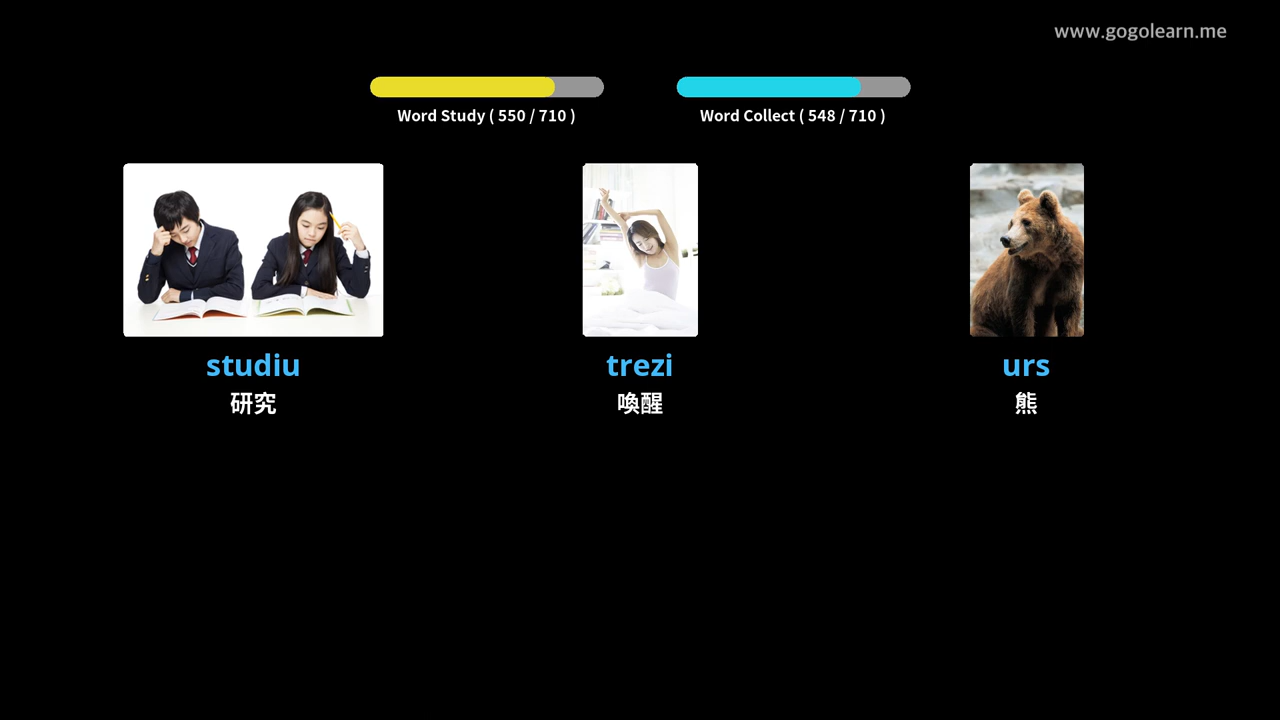 www.gogolearn.me
Word Study ( 550 / 710 )
Word Collect ( 548 / 710 )
studiu
trezi
urs
研究
喚醒
熊